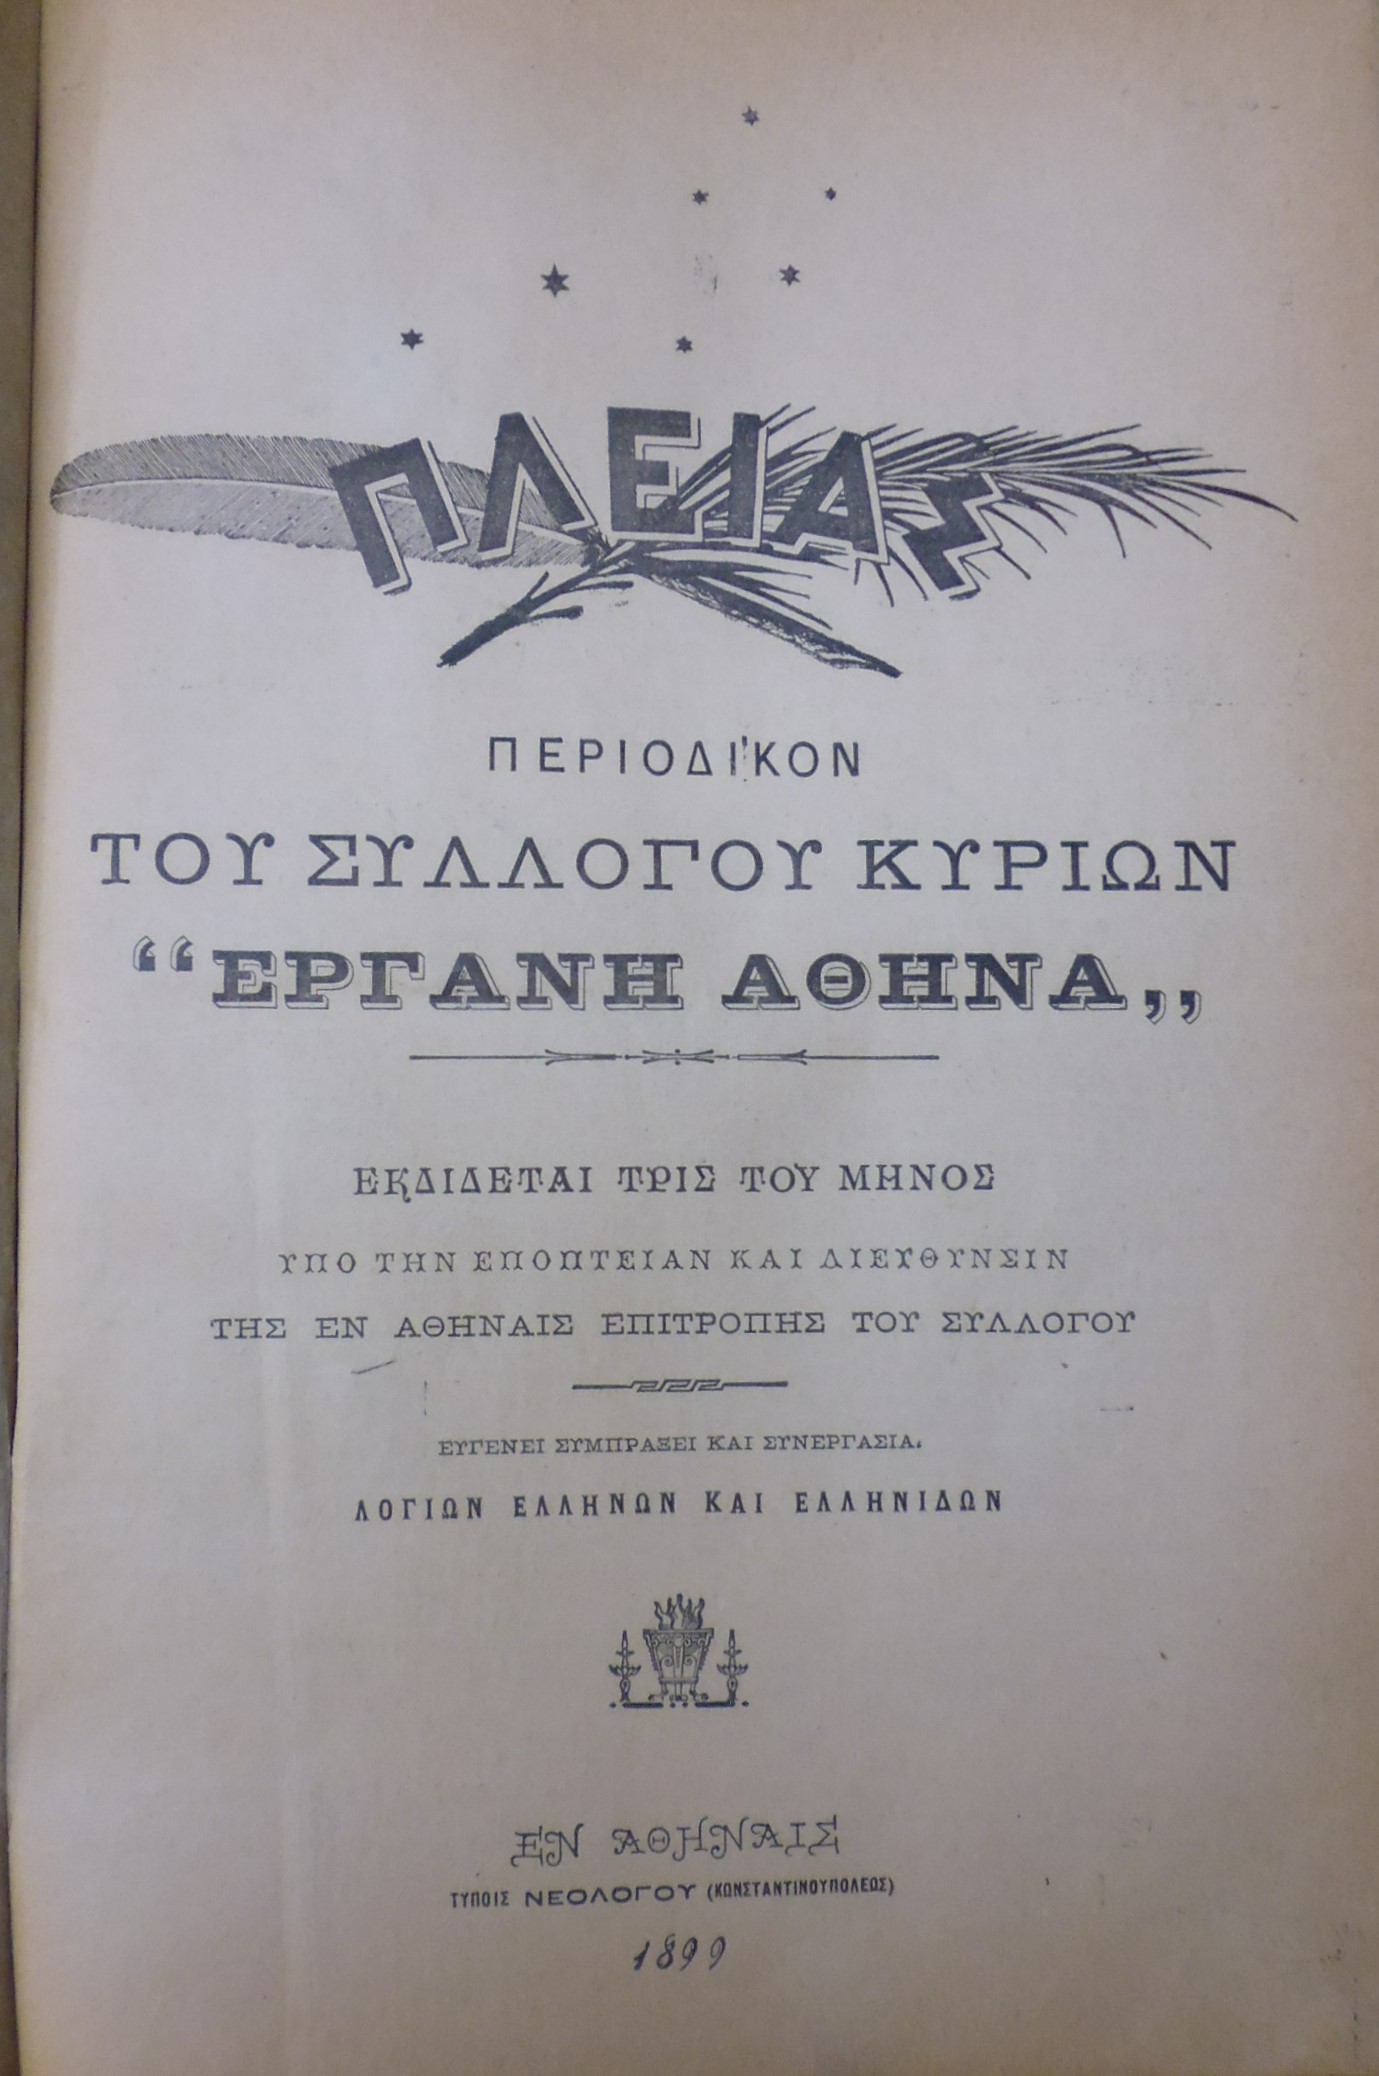 ΠΛΕΙΑΣ
ΠΕΡΙΟΔΙΚΟΝ
ΤΟΥ ΣΥΛΛΟΓΟΥ ΚΥΡΙΩΝ
“ΕΡΓΑΝΗ ΑΘΗΝΑ„
ΕΚΔΙΔΕΤΑΙ ΤΡΙΣ ΤΟΥ ΜΗΝΟΣ
ΥΠΟ ΤΗΝ ΕΠΟΠΤΕΙΑΝ ΚΑΙ ΔΙΕΥΘΥΝΣΙΝ
ΤΗΣ ΕΝ ΑΘΗΝΑΙΣ ΕΠΙΤΡΟΠΗΣ ΤΟΥ ΣΥΛΛΟΓΟΥ
ΕΥΓΕΝΕΙ ΣΥΜΠΡΑΞΕΙ ΚΑΙ ΣΥΝΕΡΓΑΣΙΑι
ΛΟΓΙΩΝ ΕΛΛΗΝΩΝ ΚΑΙ ΕΛΛΗΝΙΔΩΝ
ΕΝ ΑΘΗΝΑΙΣ
ΤΥΠΟΙΣ ΝΕΟΛΟΓΟΥ (ΚΩΝΣΤΑΝΤΙΝΟΥΠΟΛΕΩΣ)
1899